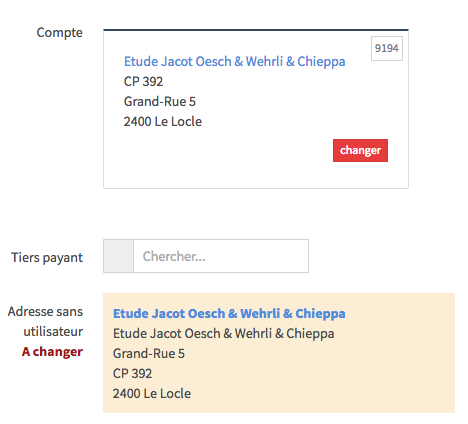 Compte
9194
Etude Jacot Oesch & Wehrli & Chieppa
CP 392
Grand-Rue 5
2400 Le Locle
changer
Tiers payant
Chercher...
Adresse sans
utilisateur
A changer
Etude Jacot Oesch & Wehrli & Chieppa
Etude Jacot Oesch & Wehrli & Chieppa
Grand-Rue 5
CP 392
2400 Le Locle